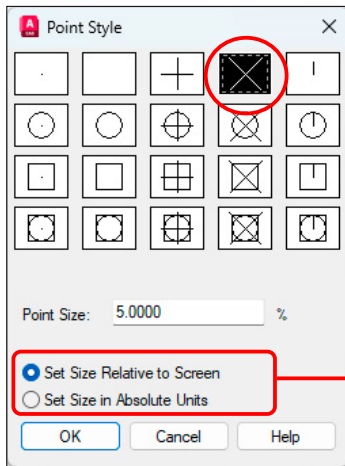 Point Style
Point Size: 5.0000 %
Set Size Relative to Screen
Set Size in Absolute Units
OK Cancel Help